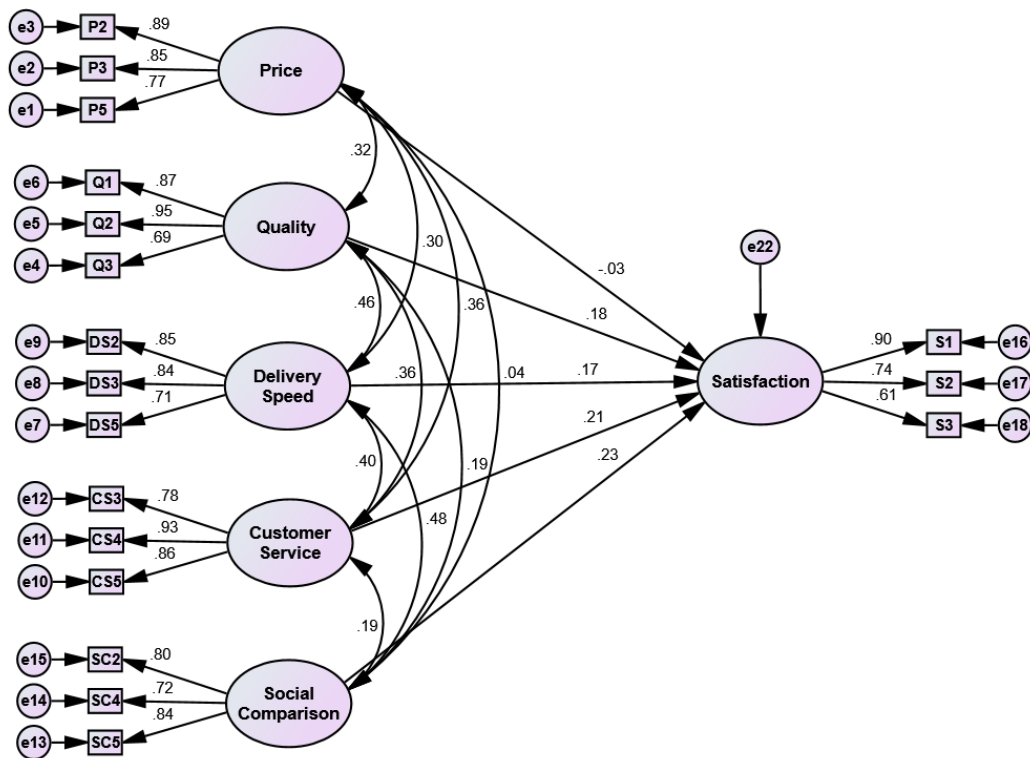 e3
P2
.89
e2
P3
.85
Price
e1
P5
.77
.32
e6
Q1
.87
e5
Q2
.95
Quality
e4
Q3
.69
.30
-.03
e22
.46
.36
.18
e9
DS2
.85
e8
DS3
.84
Delivery
Speed
e7
DS5
.71
.36
.04
.17
Satisfaction
.90
S1
e16
.74
S2
e17
.61
S3
e18
.40
.19
.21
.23
e12
CS3
.78
e11
CS4
.93
Customer
Service
e10
CS5
.86
.48
.19
e15
SC2
.80
e14
SC4
.72
Social
Comparison
e13
SC5
.84